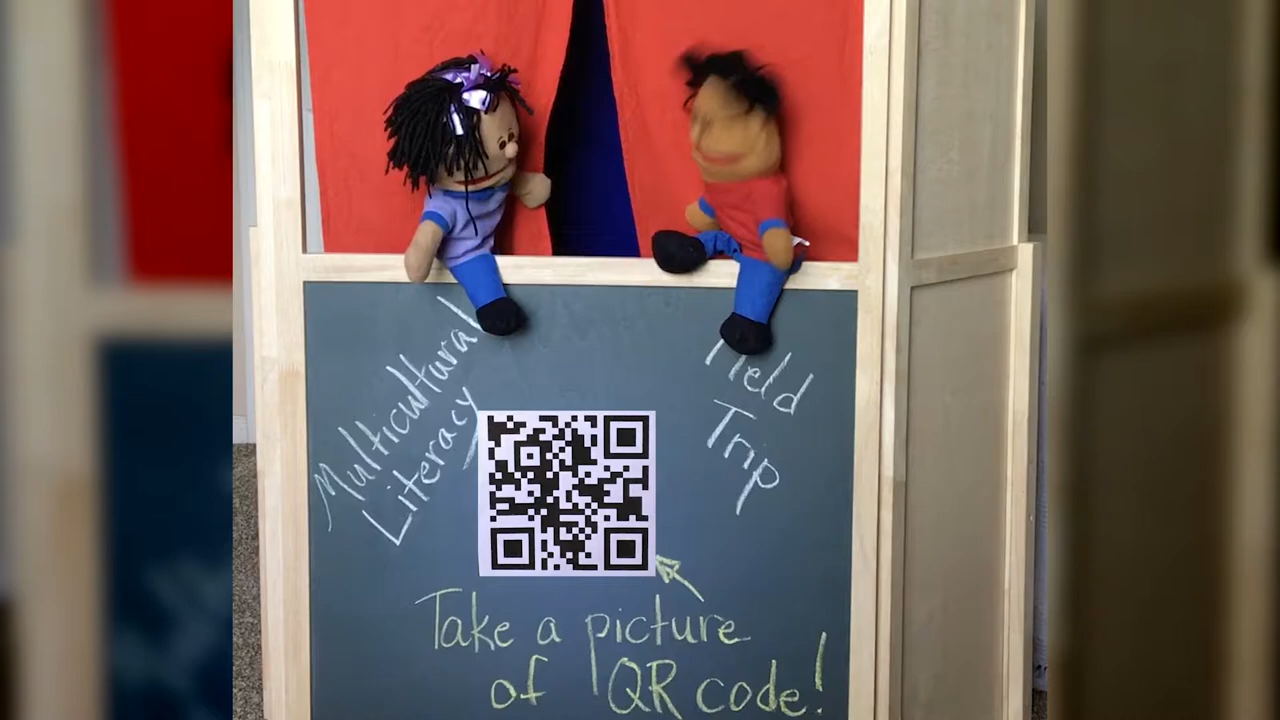 Multicultural
Literacy
Field
Trip
Take a picture
of QR code!